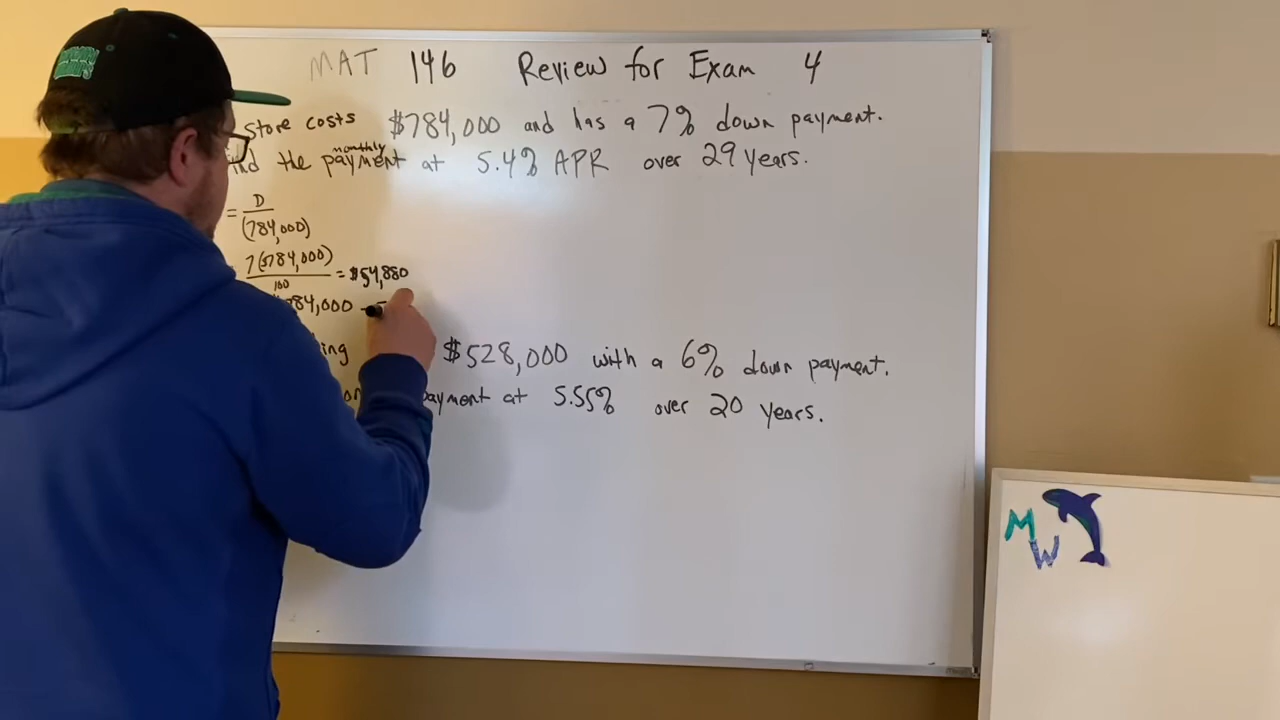 MAT 146 Review for Exam 4
store costs $784,000 and has a 7% down payment.
ind the monthly payment at 5.4% APR over 29 years.
= D
(784,000)
7(784,000)
100
= $54,880
784,000 -
ing $528,000 with a 6% down payment.
payment at 5.55% over 20 years.
M
W